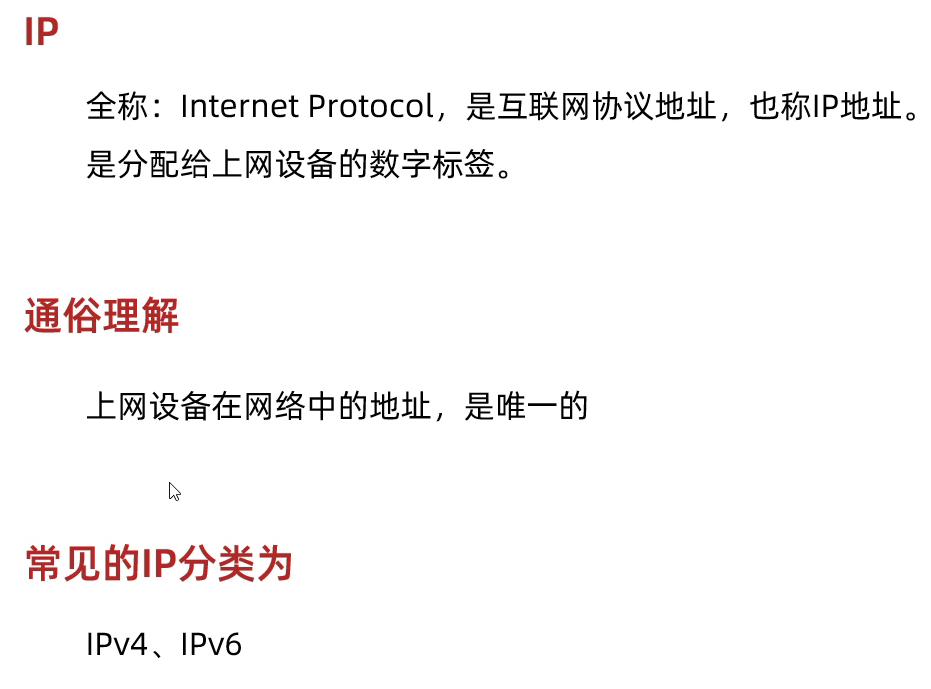 IP
全称：Internet Protocol，是互联网协议地址，也称IP地址。
是分配给上网设备的数字标签。
通俗理解
上网设备在网络中的地址，是唯一的
常见的IP分类为
IPv4、IPv6